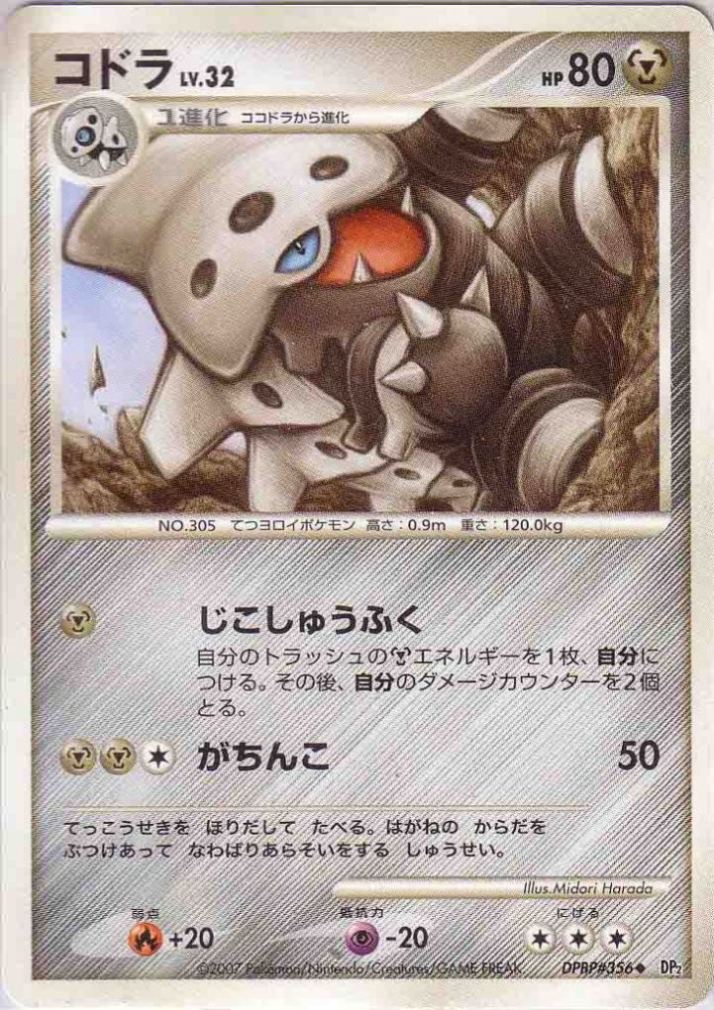 コドラ LV.32 HP 80
1進化 ココドラから進化
NO.305 てつヨロイポケモン 高さ:0.9m 重さ:120.0kg
じこしゅうふく
自分のトラッシュのエネルギーを1枚、自分に
つける。その後、自分のダメージカウンターを2個
とる。
がちんこ 50
てっこうせきを ほりだして たべる。はがねの からだを
ぶつけあって なわばりあらそいをする しゅうせい。
Illus.Midori Harada
弱点 抵抗力 にげる
+20 -20
©2007 Pokémon/Nintendo/Creatures/GAME FREAK DPBP#356◆ DP2